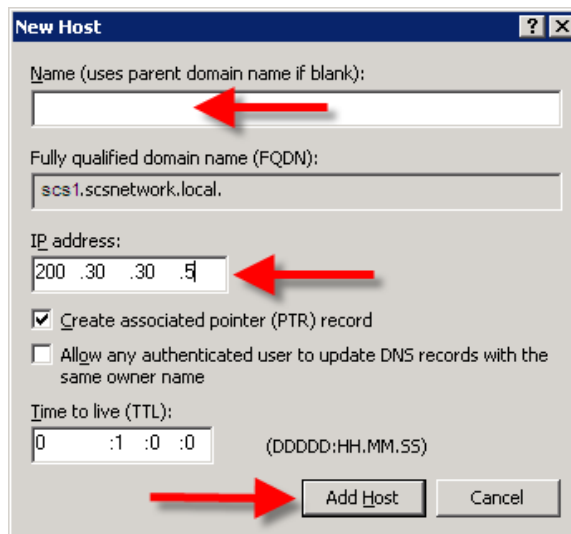 New Host
Name (uses parent domain name if blank):
Fully qualified domain name (FQDN):
scs1.scsnetwork.local.
IP address:
200 .30 .30 .5
Create associated pointer (PTR) record
Allow any authenticated user to update DNS records with the
same owner name
Time to live (TTL):
0 :1 :0 :0 (DDDDD:HH.MM.SS)
Add Host Cancel